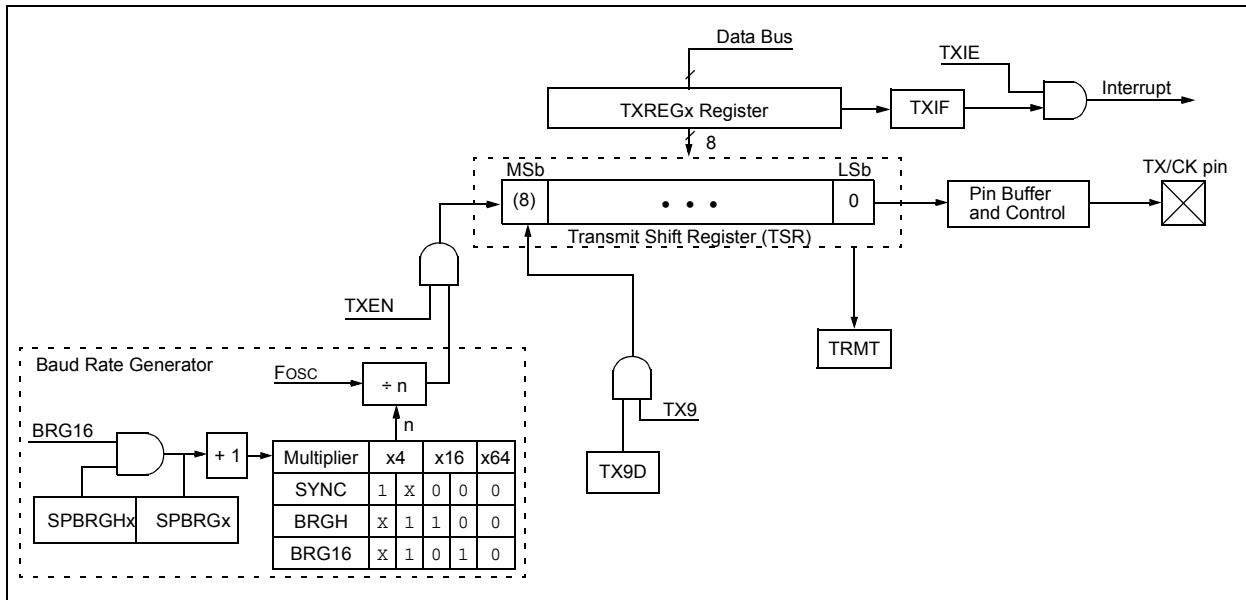 Data Bus
TXIE
Interrupt
TXREGx Register
TXIF
8
MSb
LSb
TX/CK pin
(8)
• • •
0
Pin Buffer
and Control
Transmit Shift Register (TSR)
TXEN
TRMT
Baud Rate Generator
FOSC
÷ n
TX9
n
BRG16
+ 1
Multiplier x4 x16 x64
TX9D
SYNC 1 X 0 0 0
SPBRGHx SPBRGx
BRGH X 1 1 0 0
BRG16 X 1 0 1 0